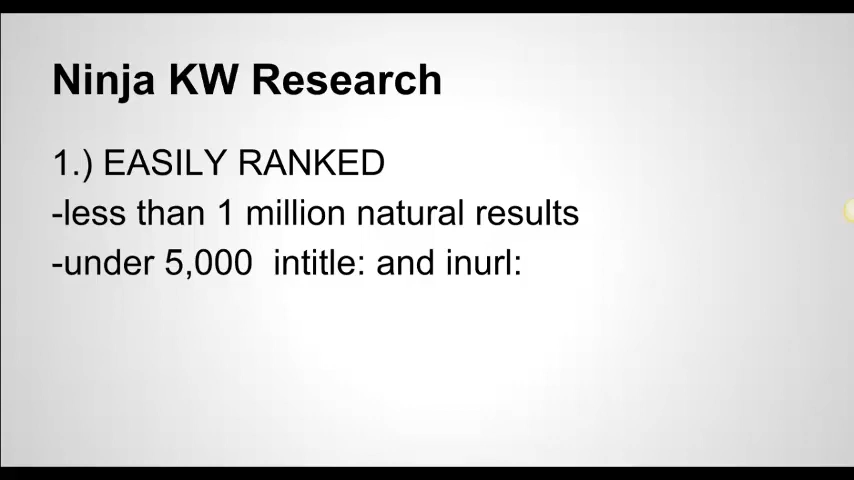 Ninja KW Research
1.) EASILY RANKED
-less than 1 million natural results
-under 5,000  intitle: and inurl: